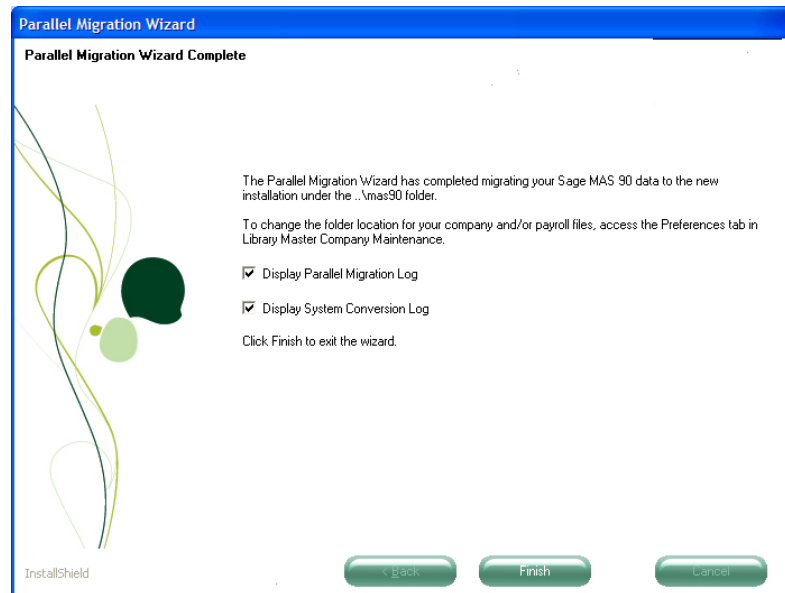 Parallel Migration Wizard
Parallel Migration Wizard Complete
The Parallel Migration Wizard has completed migrating your Sage MAS 90 data to the new
installation under the ..\mas90 folder.
To change the folder location for your company and/or payroll files, access the Preferences tab in
Library Master Company Maintenance.
Display Parallel Migration Log
Display System Conversion Log
Click Finish to exit the wizard.
InstallShield
< Back
Finish
Cancel